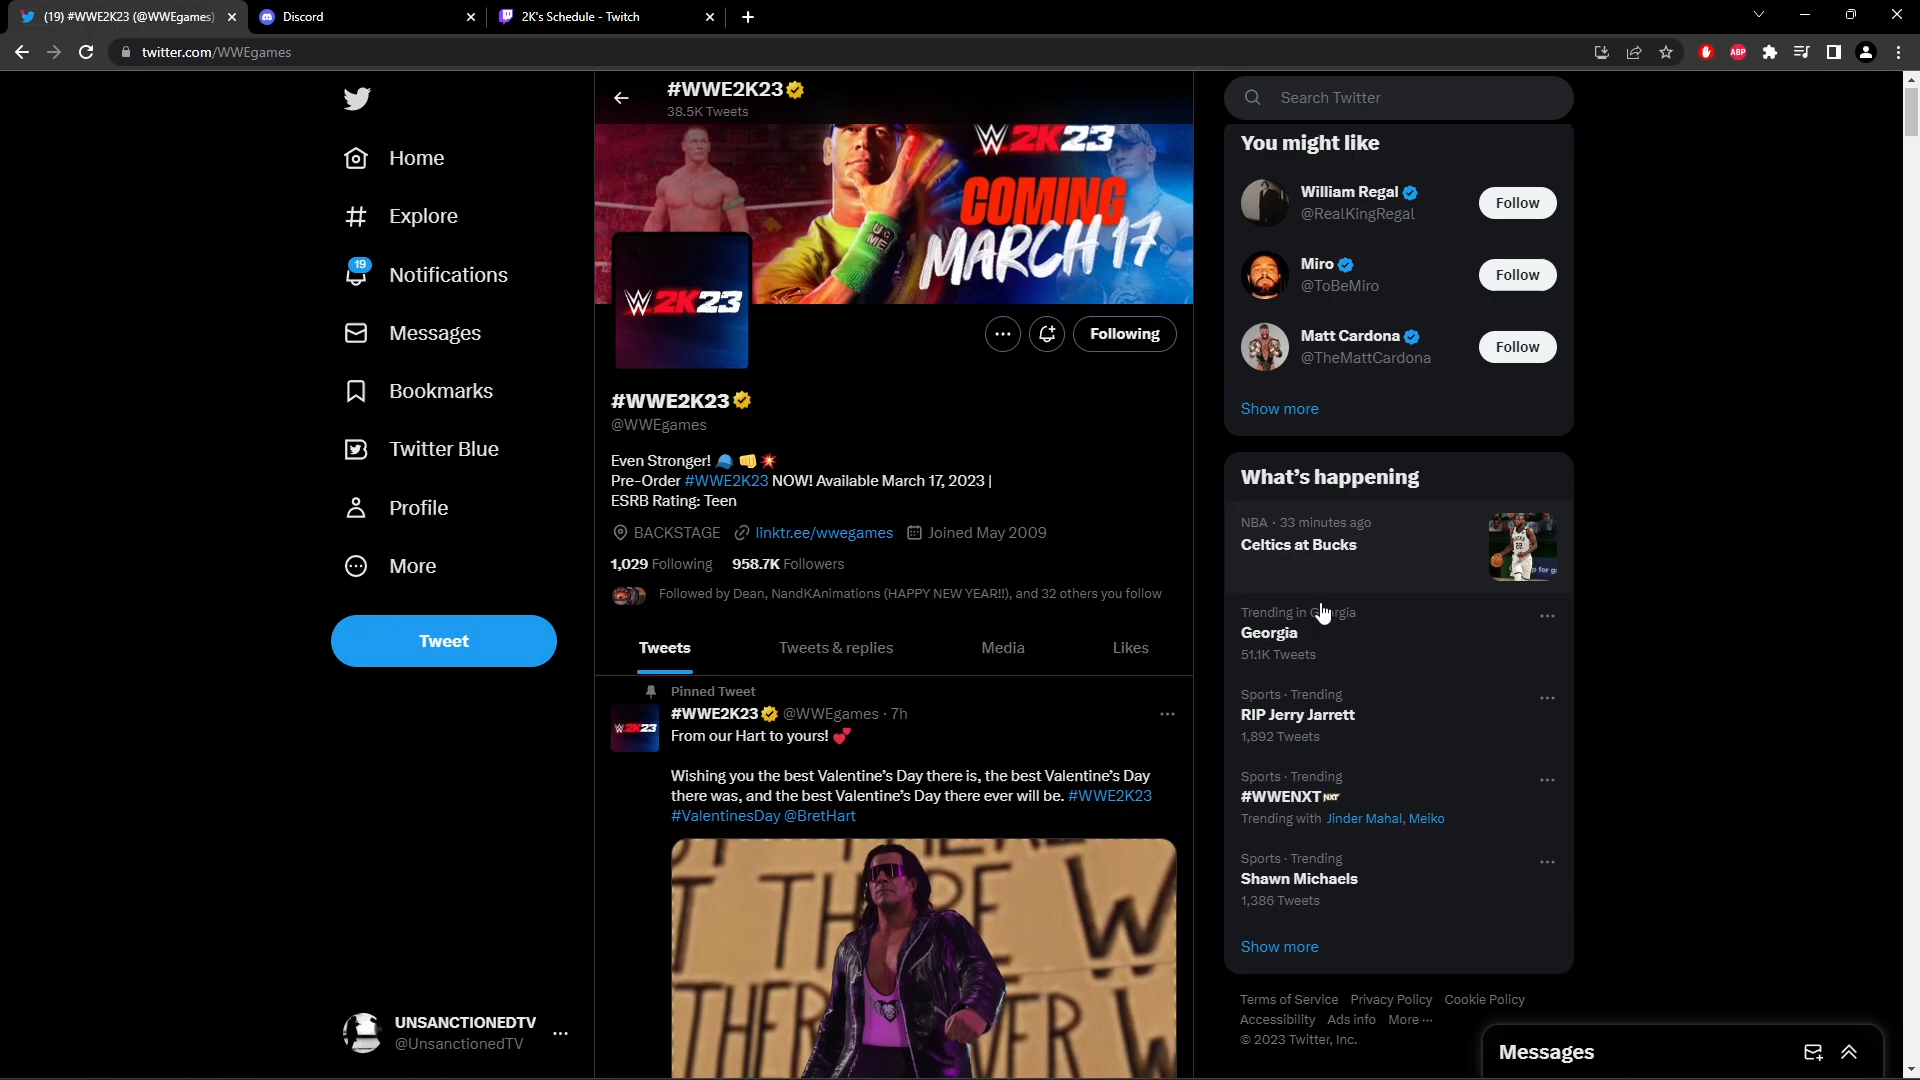 (19) #WWE2K23 (@WWEgames)
Discord
2K's Schedule - Twitch
twitter.com/WWEgames
ABP
Home
Explore
19
Notifications
Messages
Bookmarks
Twitter Blue
Profile
More
Tweet
UNSANCTIONEDTV
@UnsanctionedTV
#WWE2K23
38.5K Tweets
W 2K23
COMING
MARCH 17
U C
ME
W 2K23
Following
#WWE2K23
@WWEgames
Even Stronger! 🧢 👊 💥
Pre-Order #WWE2K23 NOW! Available March 17, 2023 |
ESRB Rating: Teen
BACKSTAGE linktr.ee/wwegames Joined May 2009
1,029 Following 958.7K Followers
Followed by Dean, NandKAnimations (HAPPY NEW YEAR!!), and 32 others you follow
Tweets
Tweets & replies
Media
Likes
Pinned Tweet
W 2K23
#WWE2K23 @WWEgames · 7h
From our Hart to yours! 💕
Wishing you the best Valentine's Day there is, the best Valentine's Day
there was, and the best Valentine's Day there ever will be. #WWE2K23
#ValentinesDay @BretHart
Search Twitter
You might like
William Regal
@RealKingRegal
Follow
Miro
@ToBeMiro
Follow
Matt Cardona
@TheMattCardona
Follow
Show more
What's happening
NBA · 33 minutes ago
Celtics at Bucks
BUCKS
22
Trending in Georgia
Georgia
51.1K Tweets
Sports · Trending
RIP Jerry Jarrett
1,892 Tweets
Sports · Trending
#WWENXT NXT
Trending with Jinder Mahal, Meiko
Sports · Trending
Shawn Michaels
1,386 Tweets
Show more
Terms of Service Privacy Policy Cookie Policy
Accessibility Ads info More ···
© 2023 Twitter, Inc.
Messages